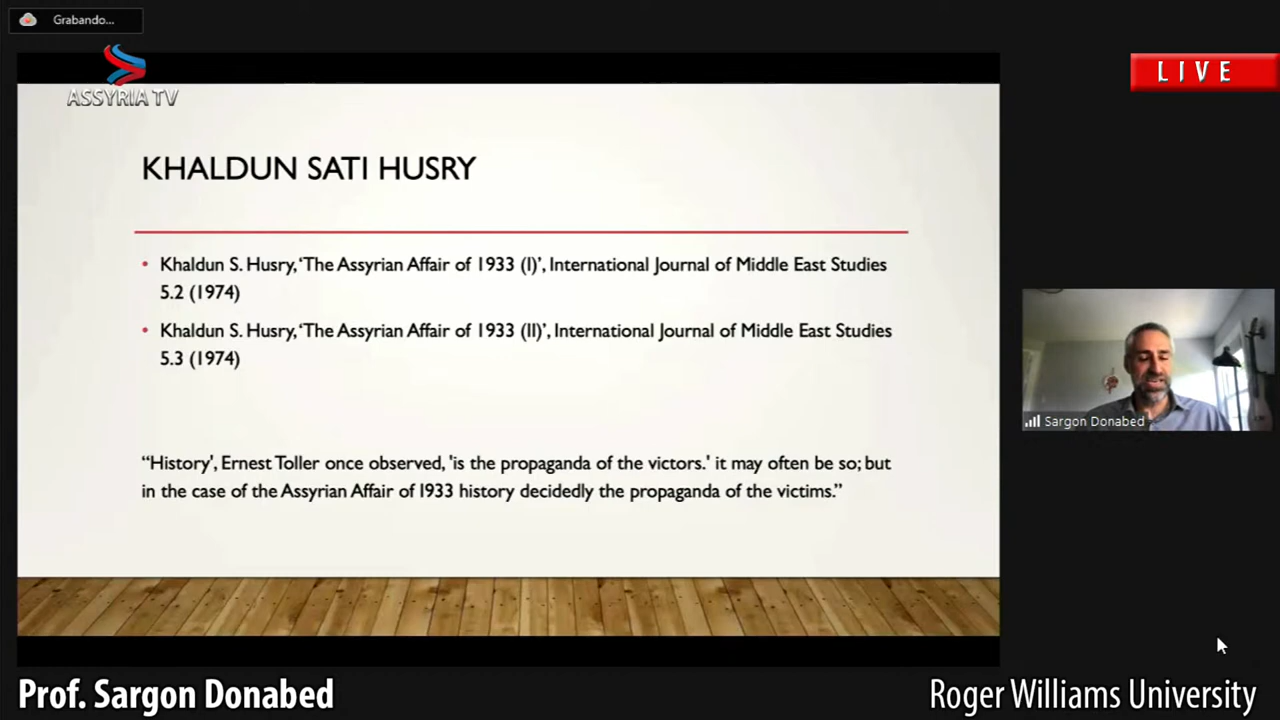 Grabando...
ASSYRIA TV
LIVE
KHALDUN SATI HUSRY
• Khaldun S. Husry, ‘The Assyrian Affair of 1933 (I)’, International Journal of Middle East Studies
5.2 (1974)
• Khaldun S. Husry, ‘The Assyrian Affair of 1933 (II)’, International Journal of Middle East Studies
5.3 (1974)
“History', Ernest Toller once observed, 'is the propaganda of the victors.' it may often be so; but
in the case of the Assyrian Affair of 1933 history decidedly the propaganda of the victims.”
Sargon Donabed
Prof. Sargon Donabed
Roger Williams University